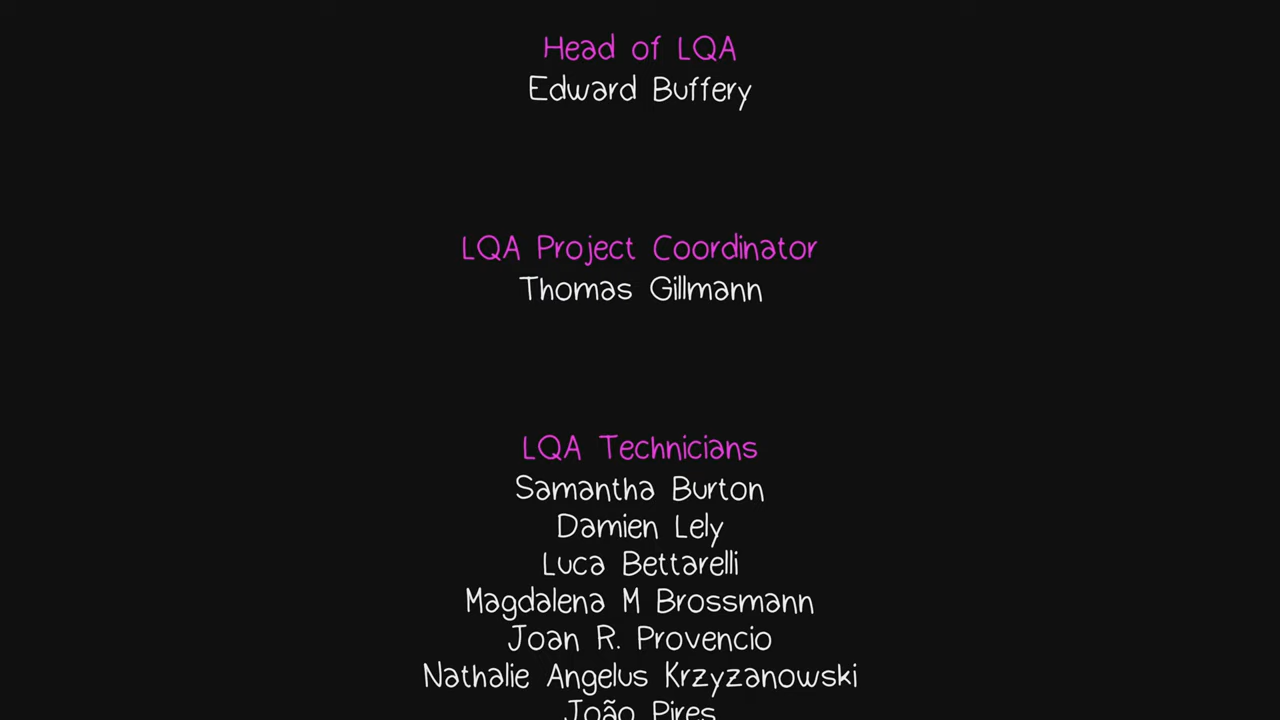 Head of LQA
Edward Buffery
LQA Project Coordinator
Thomas Gillmann
LQA Technicians
Samantha Burton
Damien Lely
Luca Bettarelli
Magdalena M Brossmann
Joan R. Provencio
Nathalie Angelus Krzyzanowski
João Pires